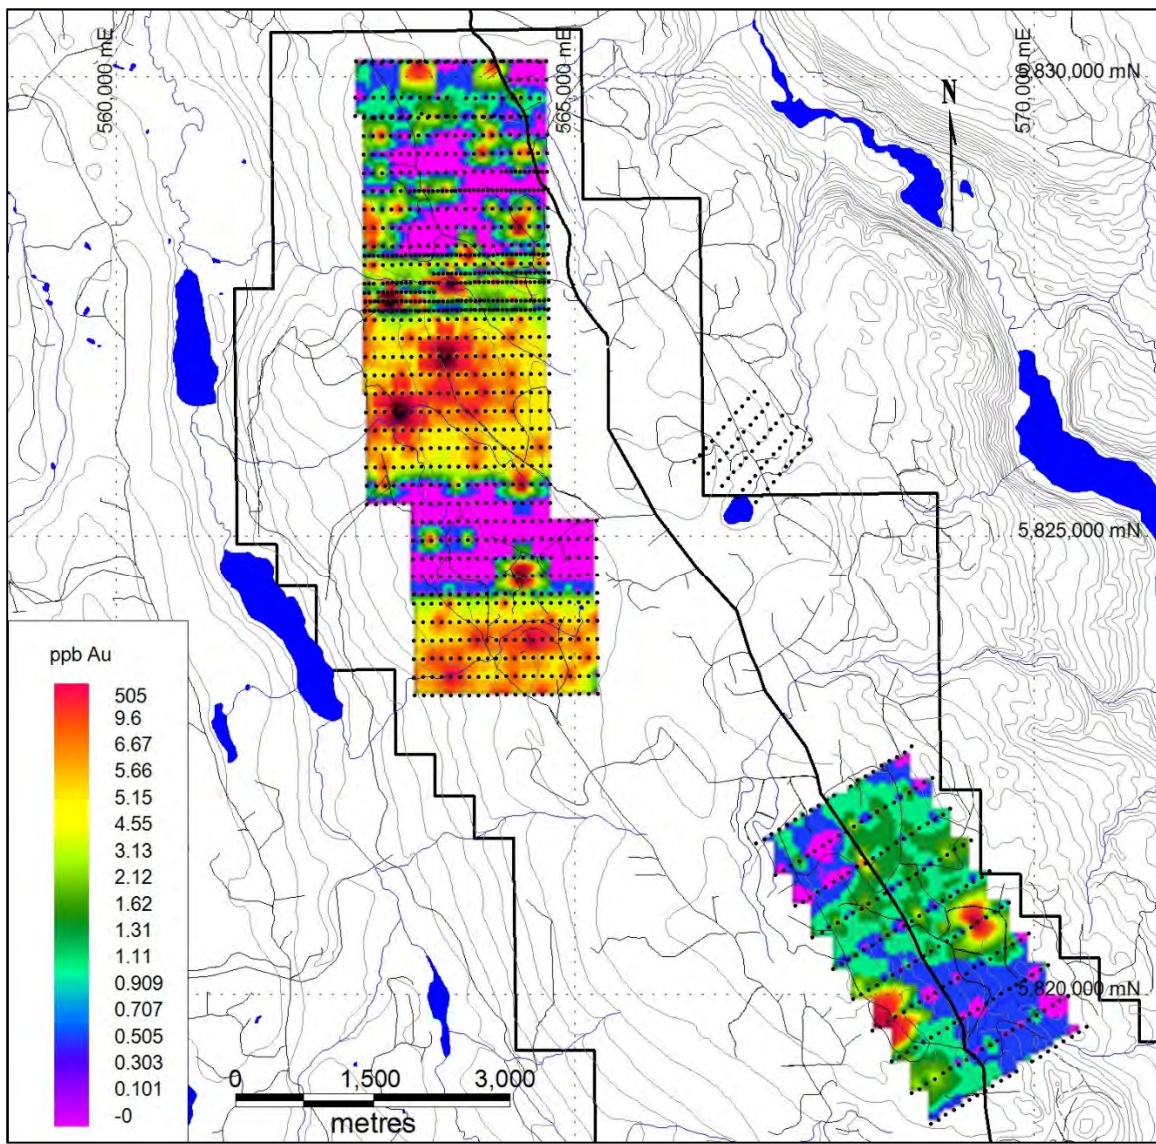 560,000 mE
565,000 mE
570,000 mE
5,830,000 mN
N
5,825,000 mN
ppb Au
505
9.6
6.67
5.66
5.15
4.55
3.13
2.12
1.62
1.31
1.11
0.909
0.707
0.505
0.303
0.101
-0
5,820,000 mN
0 1,500 3,000
metres